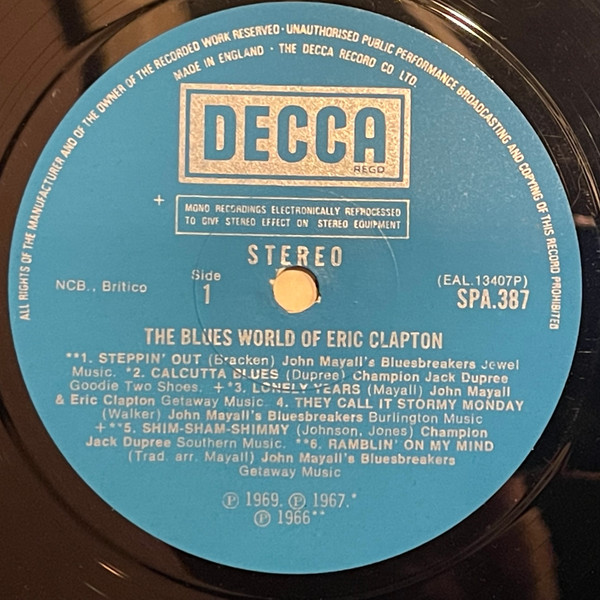 ALL RIGHTS OF THE MANUFACTURER AND OF THE OWNER OF THE RECORDED WORK RESERVED · UNAUTHORISED PUBLIC PERFORMANCE BROADCASTING AND COPYING OF THIS RECORD PROHIBITED
MADE IN ENGLAND · THE DECCA RECORD CO LTD.
DECCA
REGD
+ MONO RECORDINGS ELECTRONICALLY REPROCESSED
TO GIVE STEREO EFFECT ON STEREO EQUIPMENT
STEREO
NCB., Britico
Side
1
(EAL.13407P)
SPA.387
THE BLUES WORLD OF ERIC CLAPTON
**1. STEPPIN' OUT (Bracken) John Mayall's Bluesbreakers Jewel
Music. *2. CALCUTTA BLUES (Dupree) Champion Jack Dupree
Goodie Two Shoes. +*3. LONELY YEARS (Mayall) John Mayall
& Eric Clapton Getaway Music. 4. THEY CALL IT STORMY MONDAY
(Walker) John Mayall's Bluesbreakers Burlington Music
+**5. SHIM-SHAM-SHIMMY (Johnson, Jones) Champion
Jack Dupree Southern Music. **6. RAMBLIN' ON MY MIND
(Trad. arr. Mayall) John Mayall's Bluesbreakers
Getaway Music
Ⓟ 1969. Ⓟ 1967.*
Ⓟ 1966**